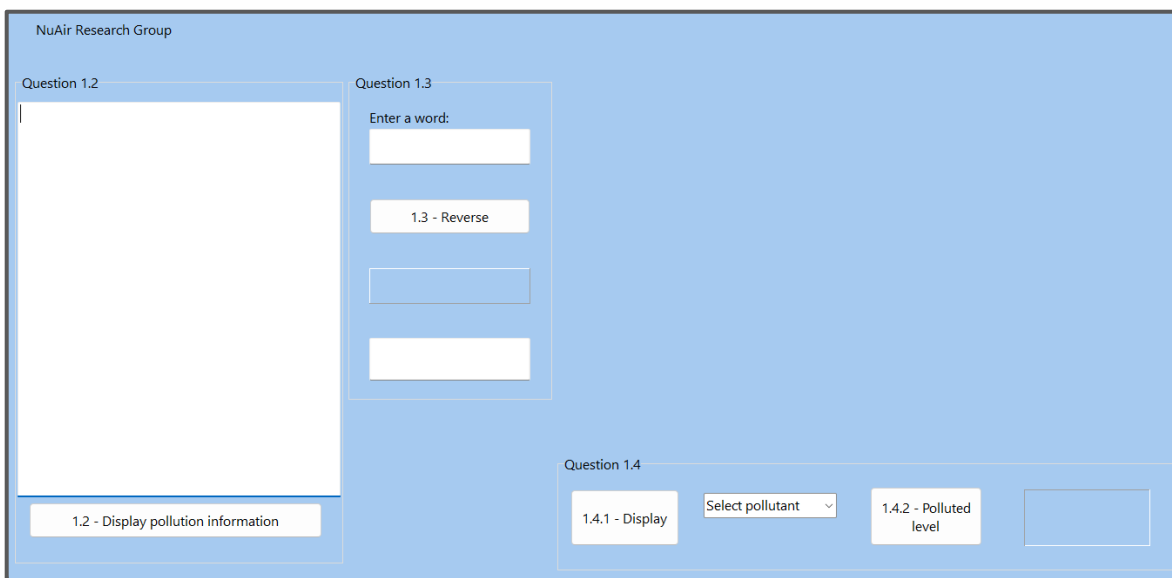 NuAir Research Group
Question 1.2
1.2 - Display pollution information
Question 1.3
Enter a word:
1.3 - Reverse
Question 1.4
1.4.1 - Display
Select pollutant
1.4.2 - Polluted
level